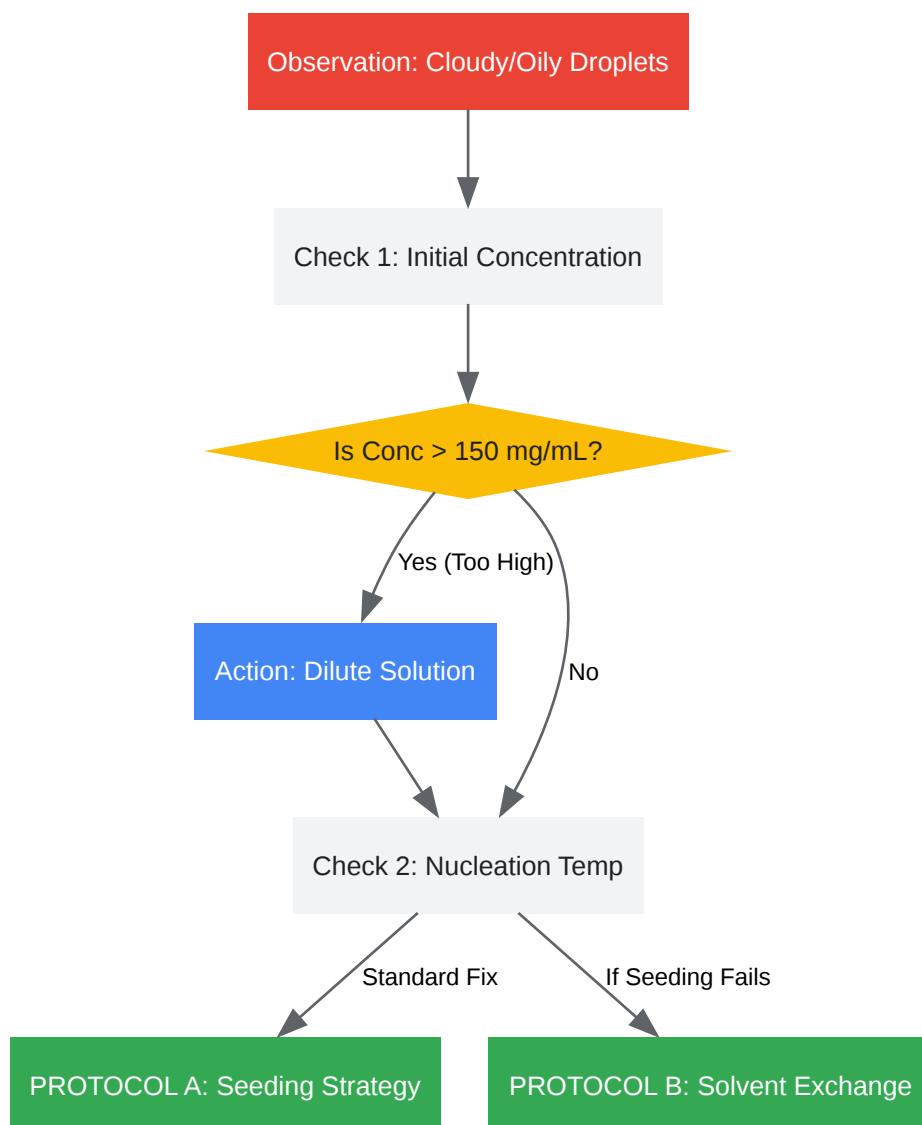 Observation: Cloudy/Oily Droplets
Check 1: Initial Concentration
Is Conc > 150 mg/mL?
Yes (Too High)
Action: Dilute Solution
No
Check 2: Nucleation Temp
Standard Fix
If Seeding Fails
PROTOCOL A: Seeding Strategy
PROTOCOL B: Solvent Exchange